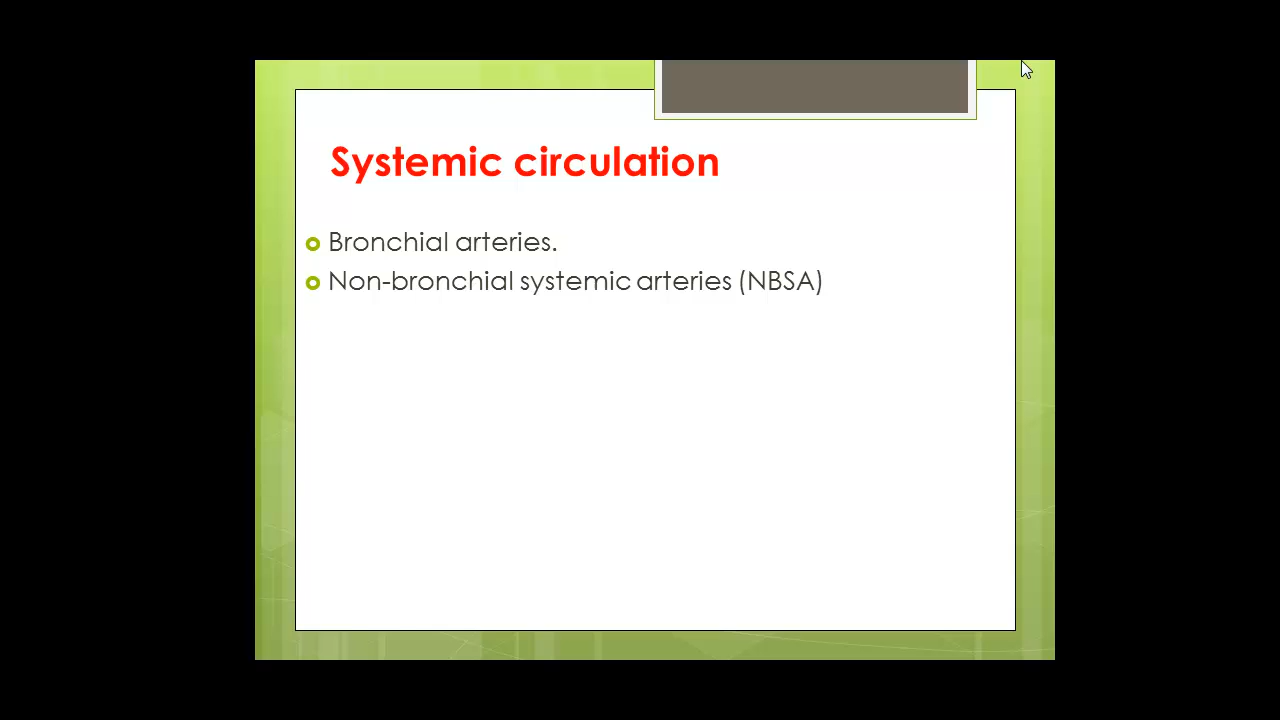 Systemic circulation
Bronchial arteries.
Non-bronchial systemic arteries (NBSA)